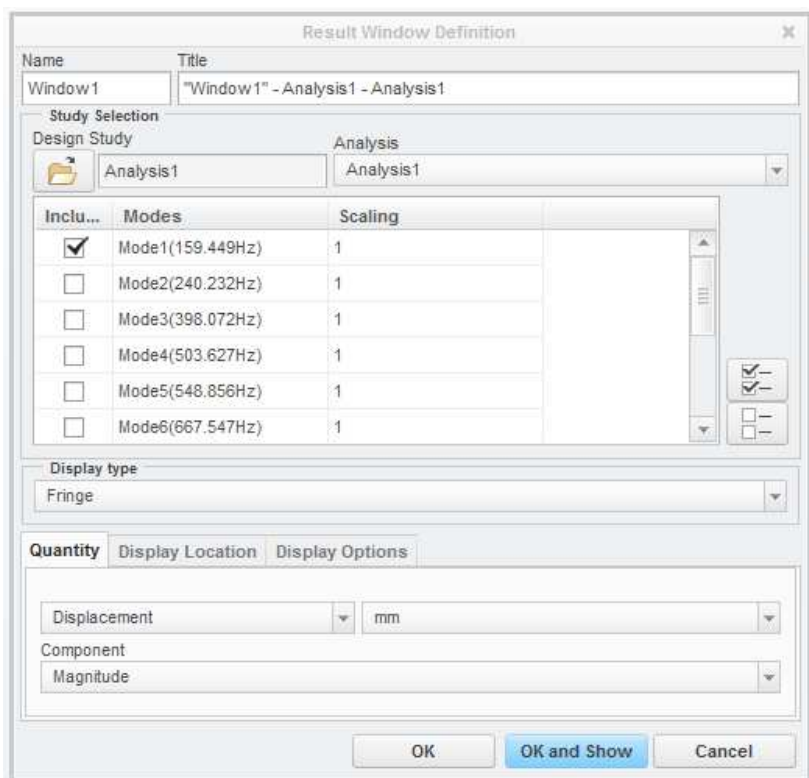 Result Window Definition
Name Title
Window1 "Window1" - Analysis1 - Analysis1
Study Selection
Design Study Analysis
Analysis1 Analysis1
Inclu... Modes Scaling
Mode1(159.449Hz) 1
Mode2(240.232Hz) 1
Mode3(398.072Hz) 1
Mode4(503.627Hz) 1
Mode5(548.856Hz) 1
Mode6(667.547Hz) 1
Display type
Fringe
Quantity Display Location Display Options
Displacement mm
Component
Magnitude
OK OK and Show Cancel